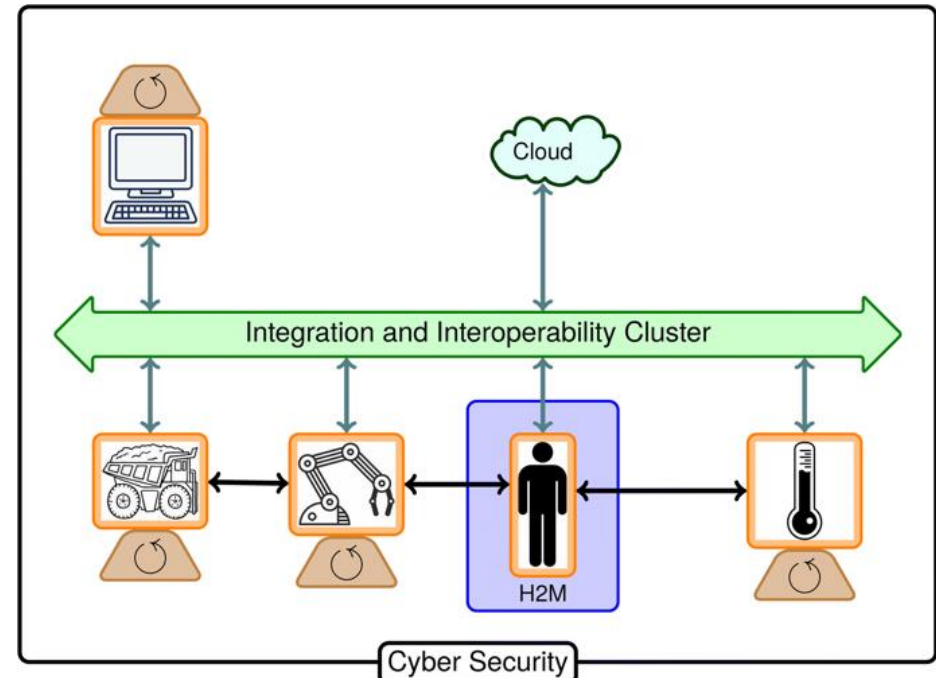 Cloud
Integration and Interoperability Cluster
H2M
Cyber Security